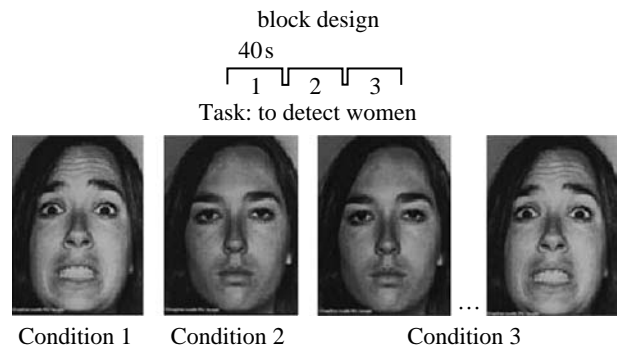 block design
40 s
1 2 3
Task: to detect women
...
Condition 1 Condition 2 Condition 3